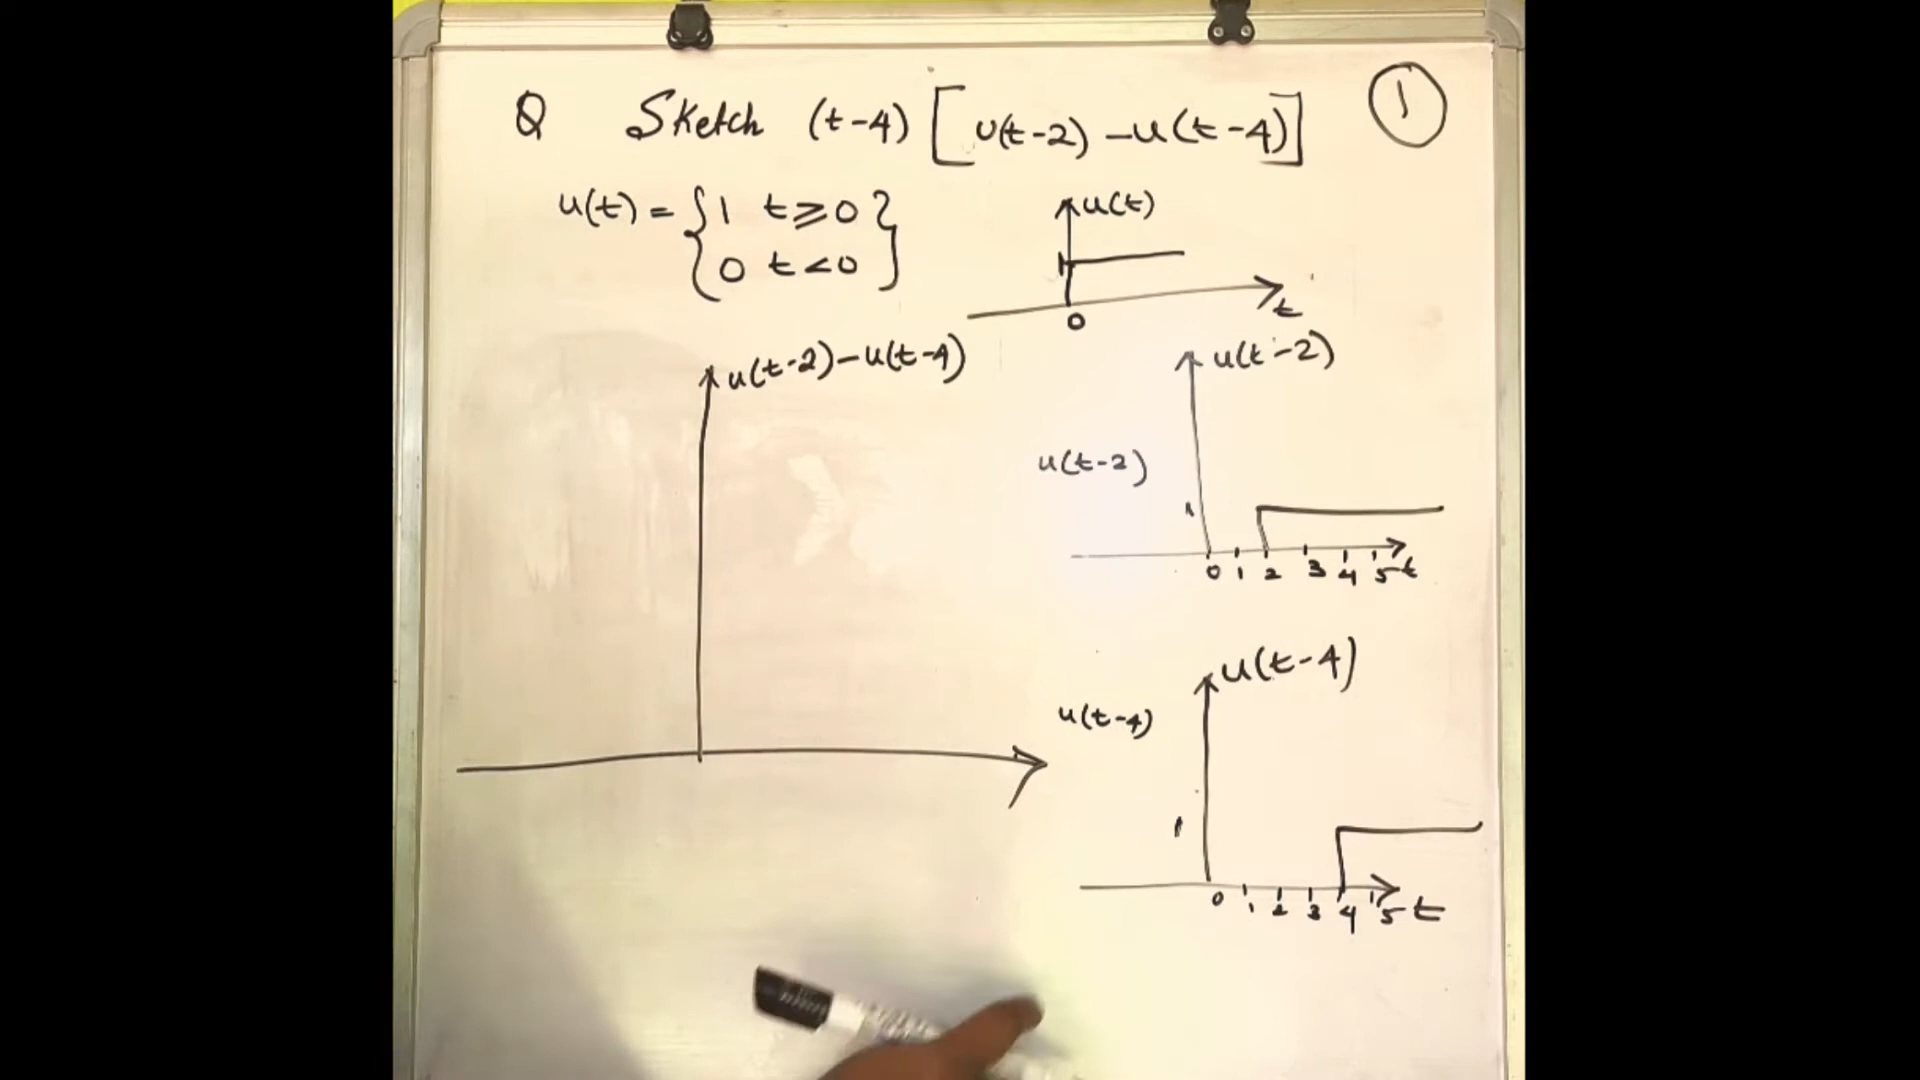 Q Sketch (t-4) [u(t-2) -u(t-4)] 1
u(t) = {1 t⩾0
0 t<0}
u(t)
t
0
u(t-2)-u(t-4)
u(t-2)
u(t-2)
1
0 1 2 3 4 5 t
u(t-4)
u(t-4)
1
0 1 2 3 4 5 t